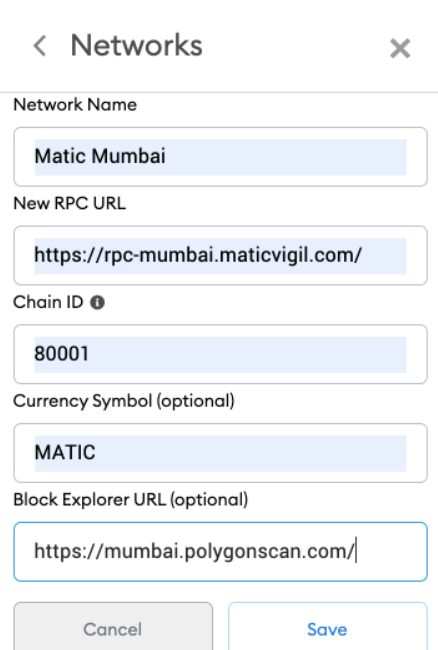 Networks
Network Name
Matic Mumbai
New RPC URL
https://rpc-mumbai.maticvigil.com/
Chain ID
80001
Currency Symbol (optional)
MATIC
Block Explorer URL (optional)
https://mumbai.polygonscan.com/
Cancel Save